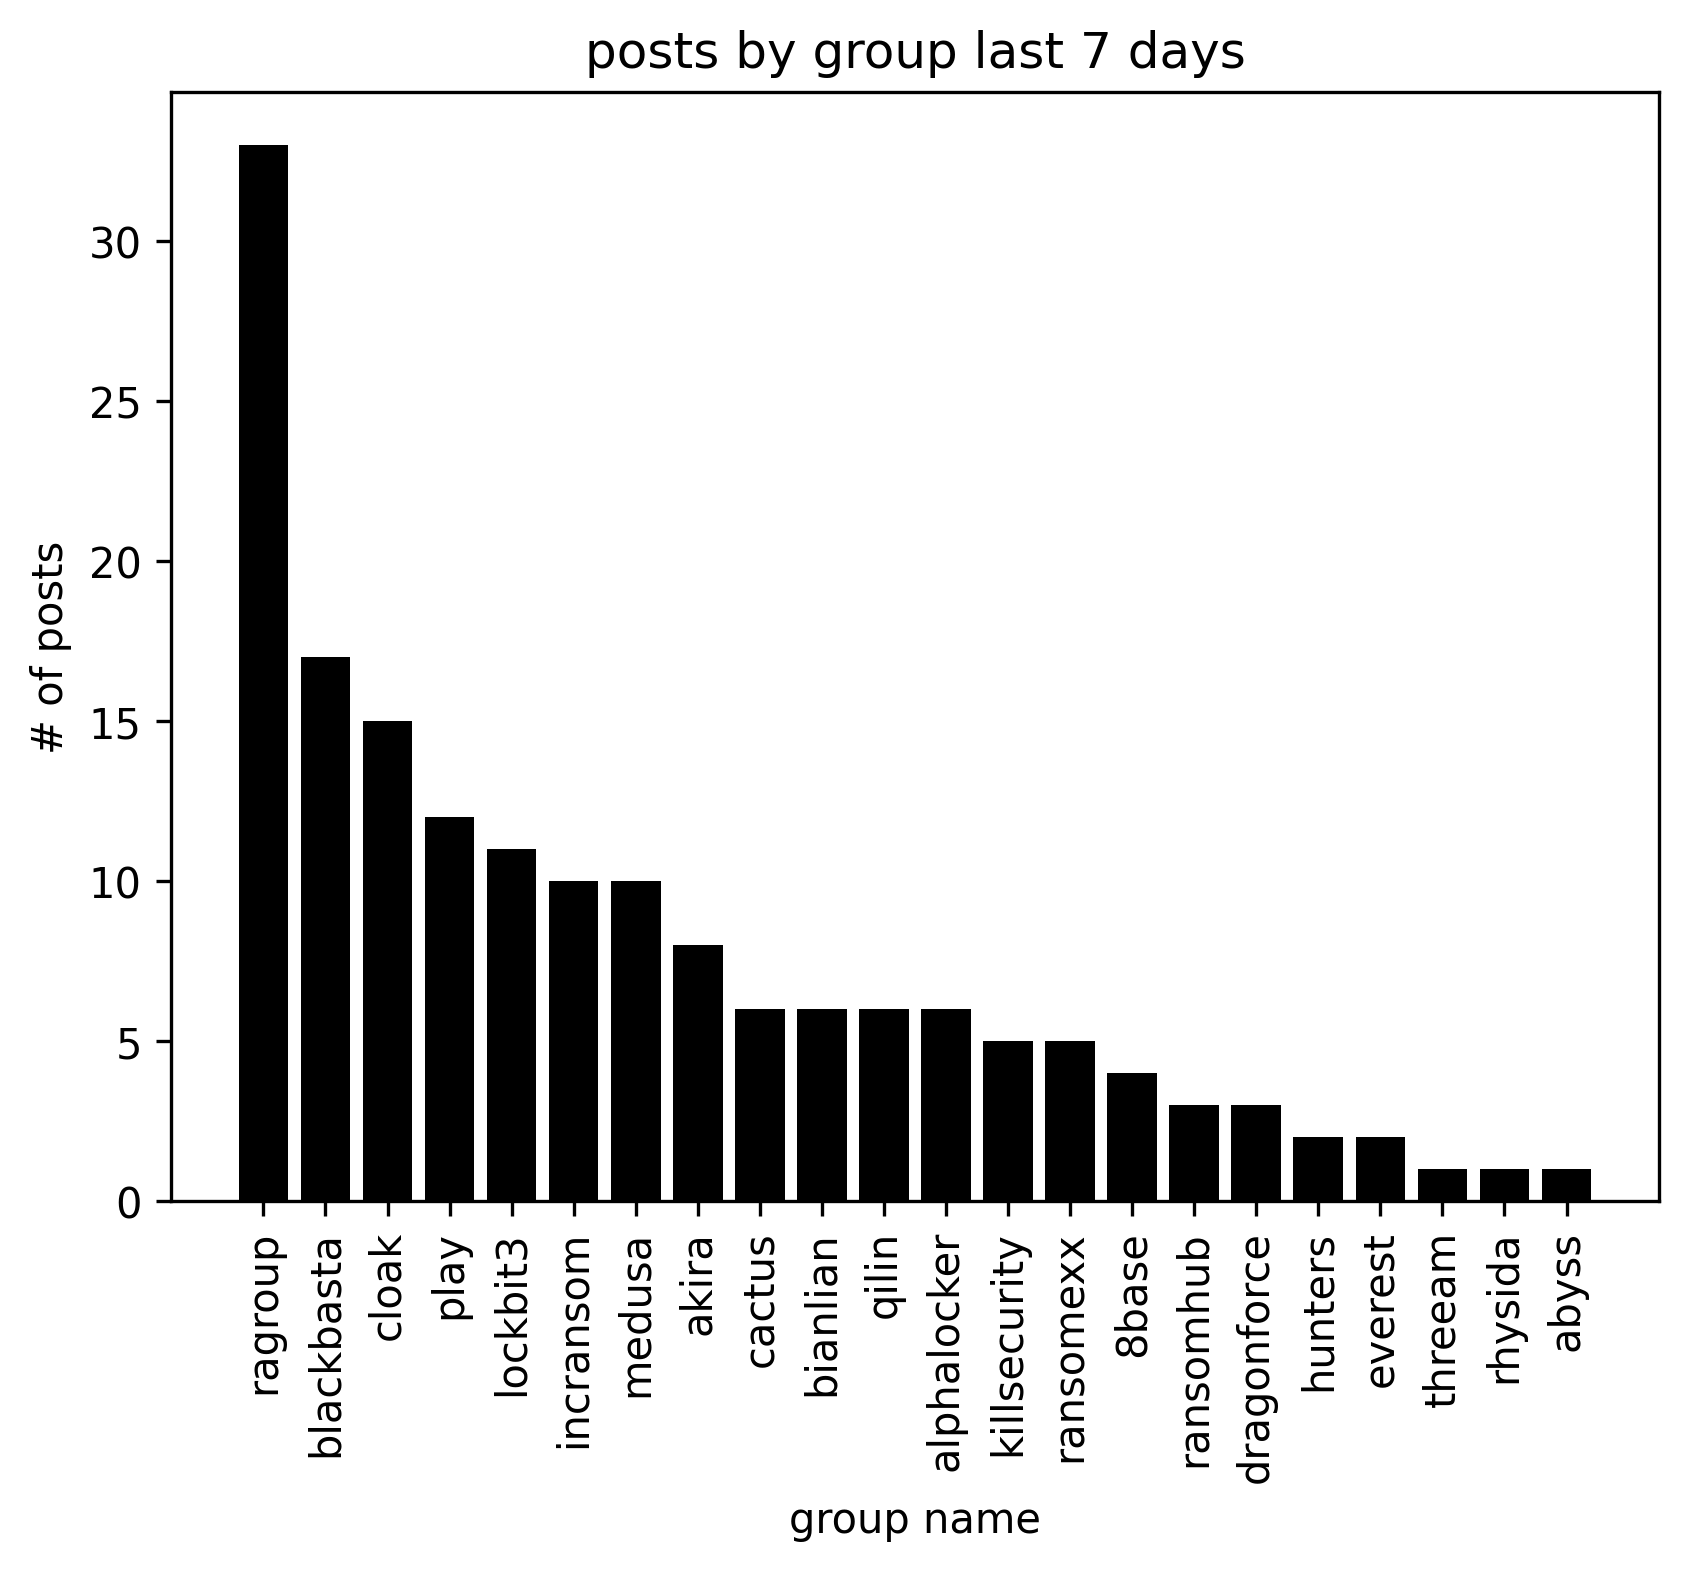 posts by group last 7 days
30
25
20
15
10
5
0
# of posts
ragroup
blackbasta
cloak
play
lockbit3
incransom
medusa
akira
cactus
bianlian
qilin
alphalocker
killsecurity
ransomexx
8base
ransomhub
dragonforce
hunters
everest
threeam
rhysida
abyss
group name